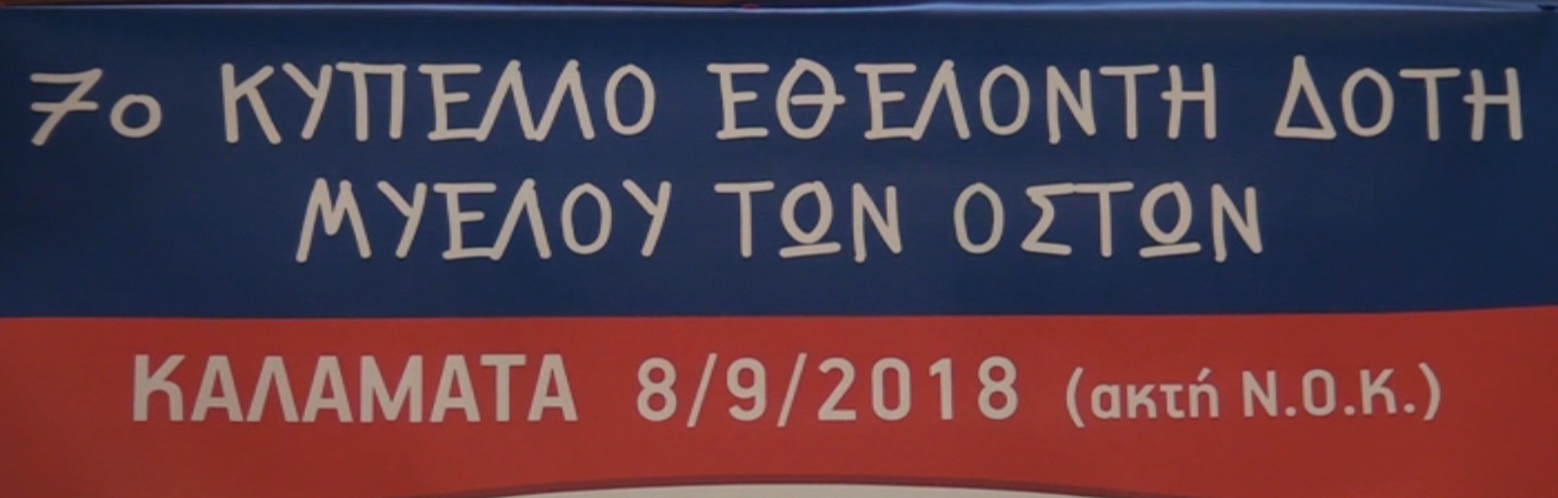 7ο ΚΥΠΕΛΛΟ ΕΘΕΛΟΝΤΗ ΔΟΤΗ
ΜΥΕΛΟΥ ΤΩΝ ΟΣΤΩΝ
ΚΑΛΑΜΑΤΑ 8/9/2018 (ακτή Ν.Ο.Κ.)